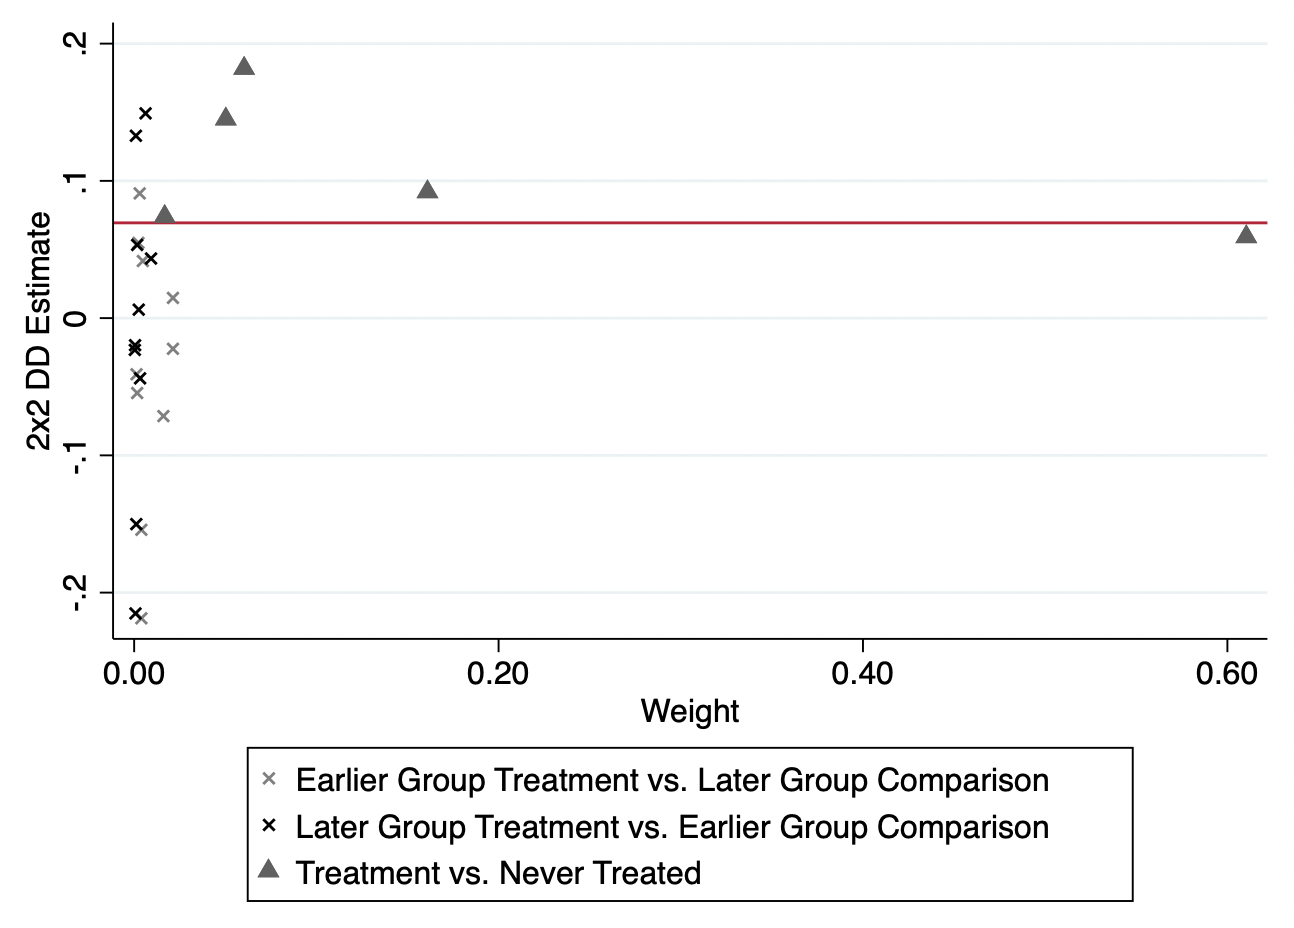 .2
.1
0
-.1
-.2
2x2 DD Estimate
0.00 0.20 0.40 0.60
Weight
Earlier Group Treatment vs. Later Group Comparison
Later Group Treatment vs. Earlier Group Comparison
Treatment vs. Never Treated